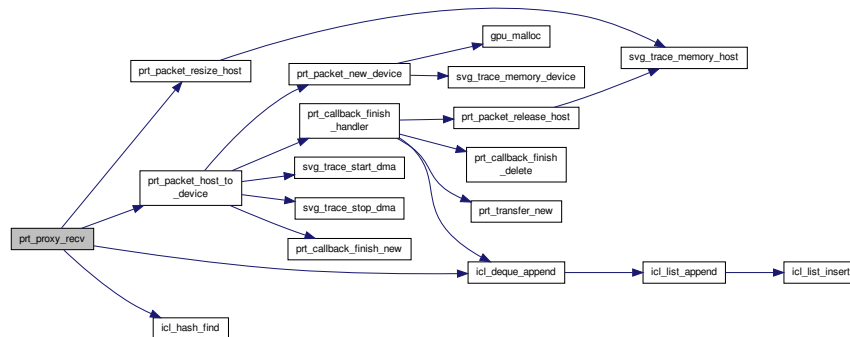 gpu_malloc
svg_trace_memory_host
prt_packet_resize_host
prt_packet_new_device
svg_trace_memory_device
prt_callback_finish
_handler
prt_packet_release_host
prt_callback_finish
_delete
svg_trace_start_dma
prt_packet_host_to
_device
svg_trace_stop_dma
prt_transfer_new
prt_proxy_recv
prt_callback_finish_new
icl_deque_append
icl_list_append
icl_list_insert
icl_hash_find